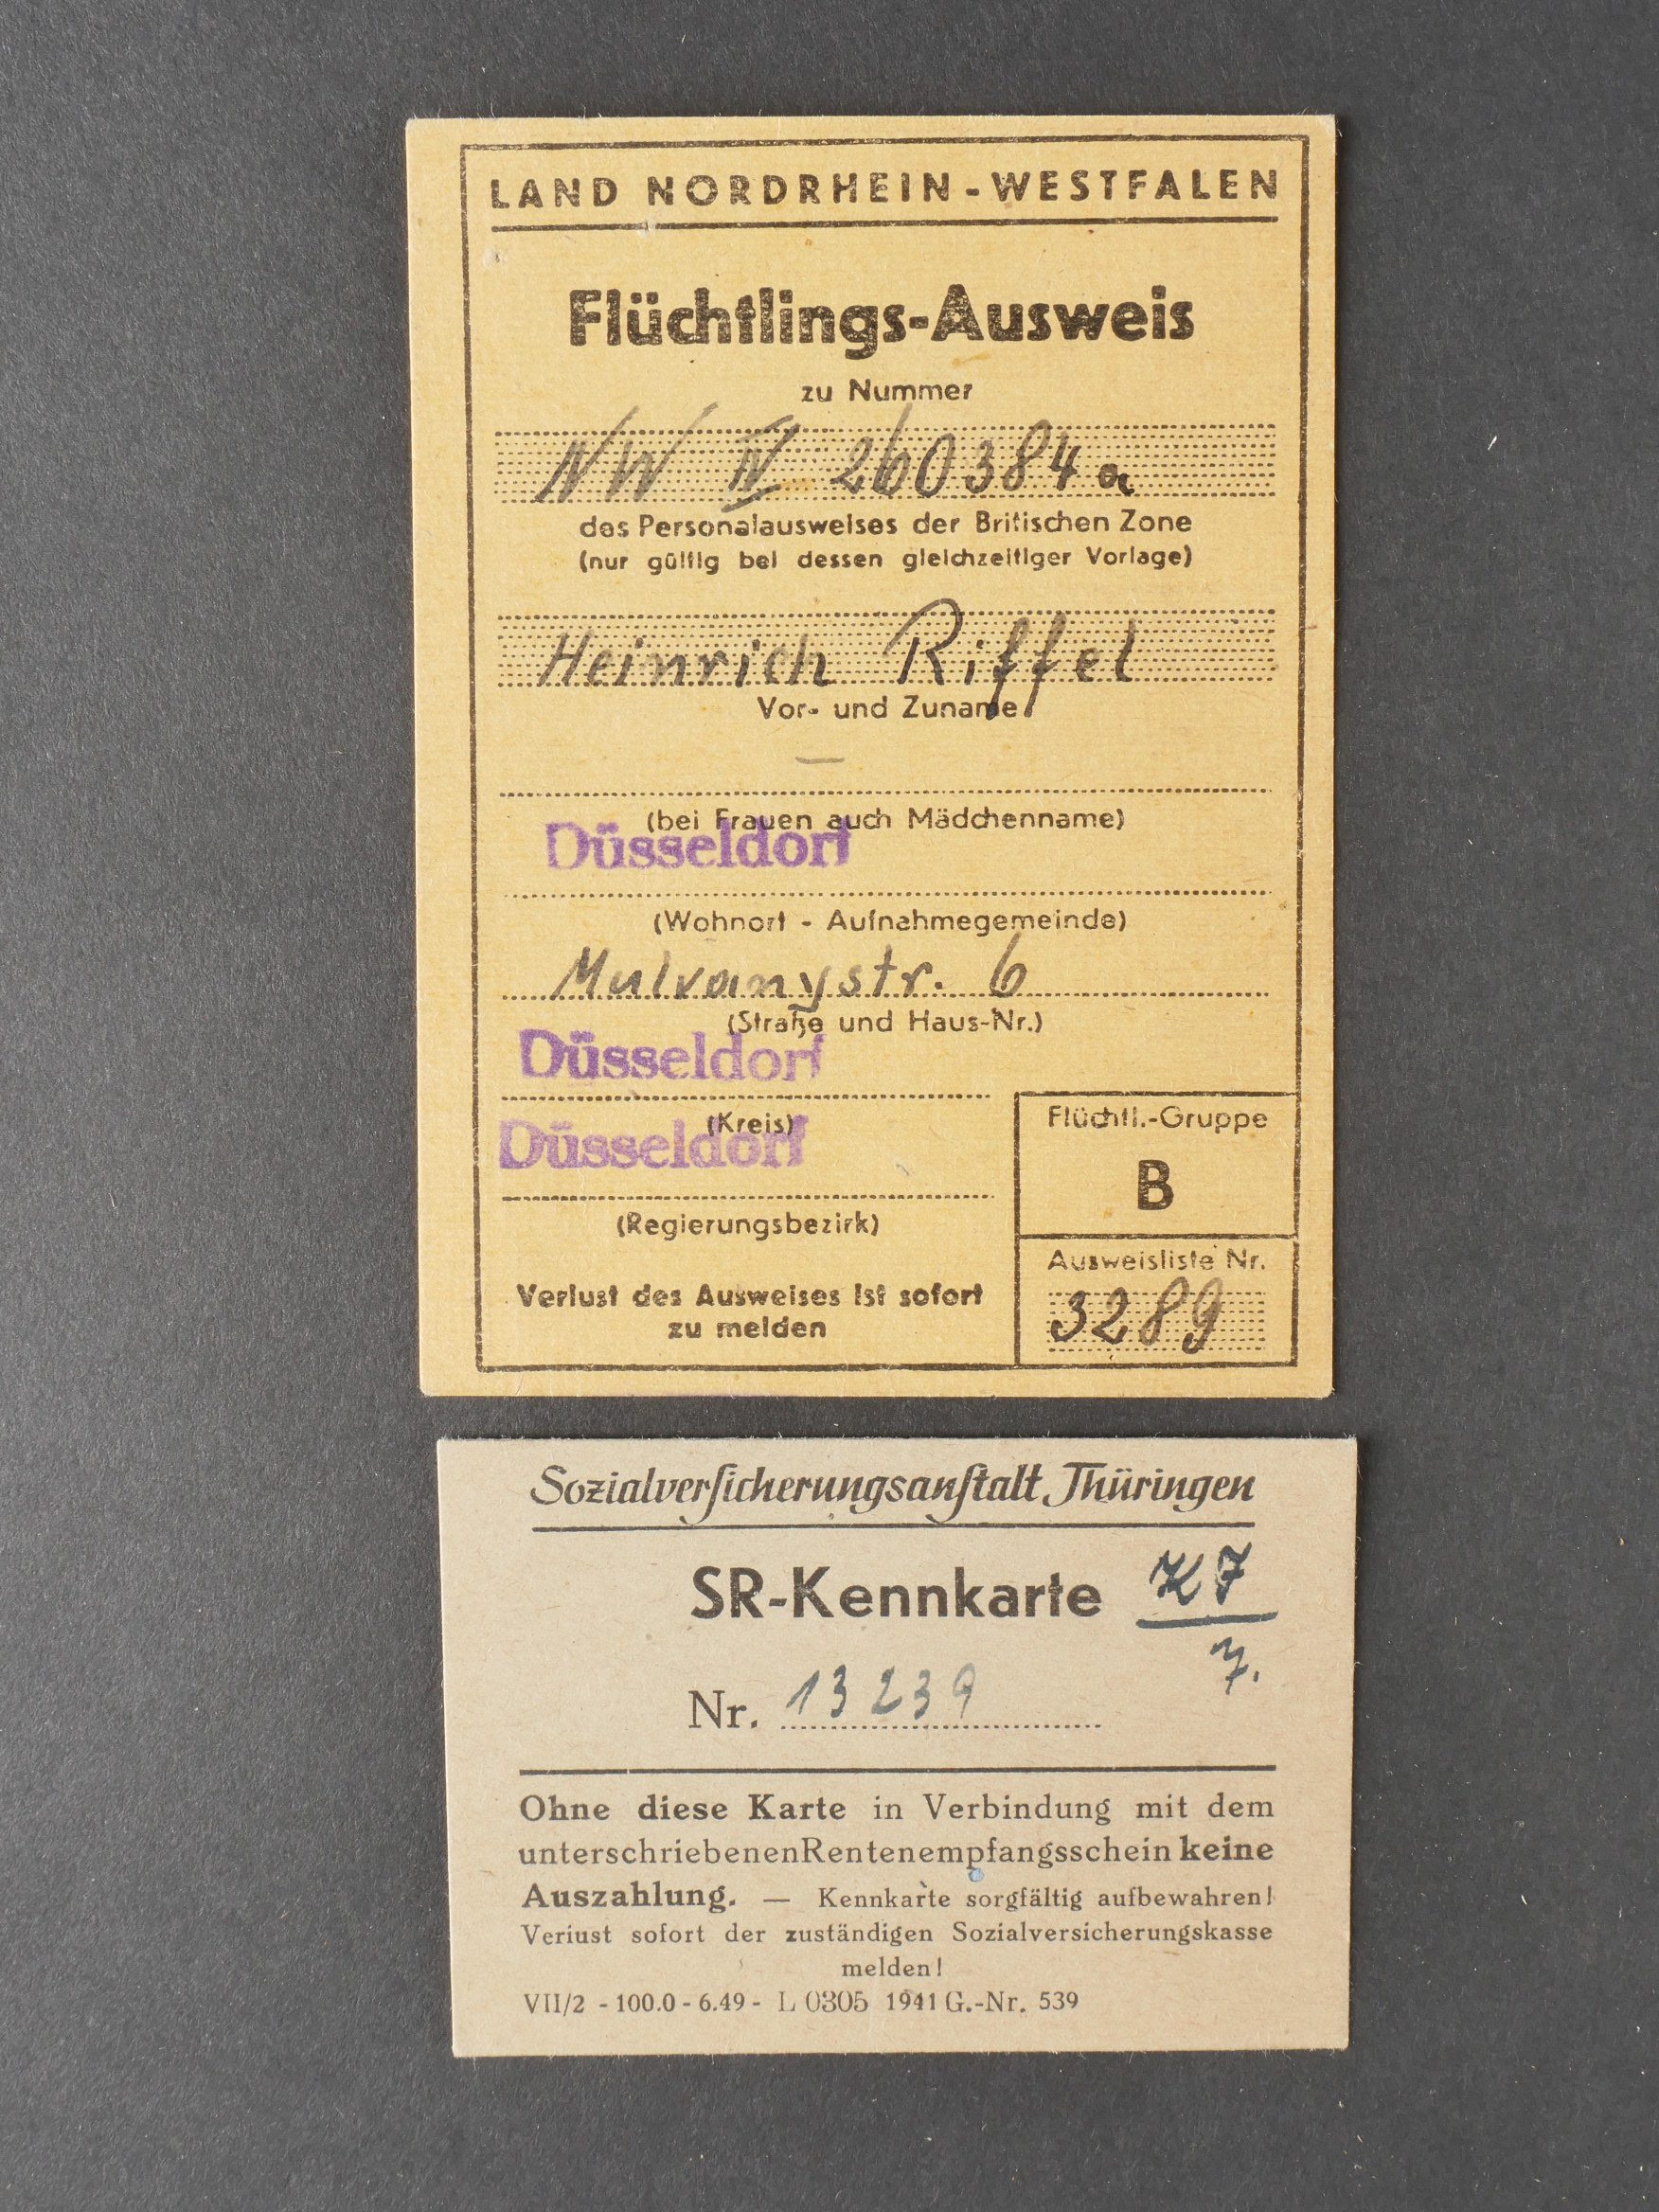 LAND NORDRHEIN-WESTFALEN
Flüchtlings-Ausweis
zu Nummer
NW IV 260384 a
des Personalausweises der Britischen Zone
(nur gültig bei dessen gleichzeitiger Vorlage)
Heinrich Riffel
Vor- und Zuname
—
(bei Frauen auch Mädchenname)
Düsseldorf
(Wohnort - Aufnahmegemeinde)
Mulvanystr. 6
(Straße und Haus-Nr.)
Düsseldorf
(Kreis)
Düsseldorf
(Regierungsbezirk)
Verlust des Ausweises ist sofort
zu melden
Flüchtl.-Gruppe
B
Ausweisliste Nr.
3289
Sozialversicherungsanstalt Thüringen
SR-Kennkarte
7.
Nr. 13239
Ohne diese Karte in Verbindung mit dem
unterschriebenen Rentenempfangsschein keine
Auszahlung. — Kennkarte sorgfältig aufbewahren!
Verlust sofort der zuständigen Sozialversicherungskasse
melden!
VII/2 - 100.0 - 6.49 - L 0305 1941 G.-Nr. 539